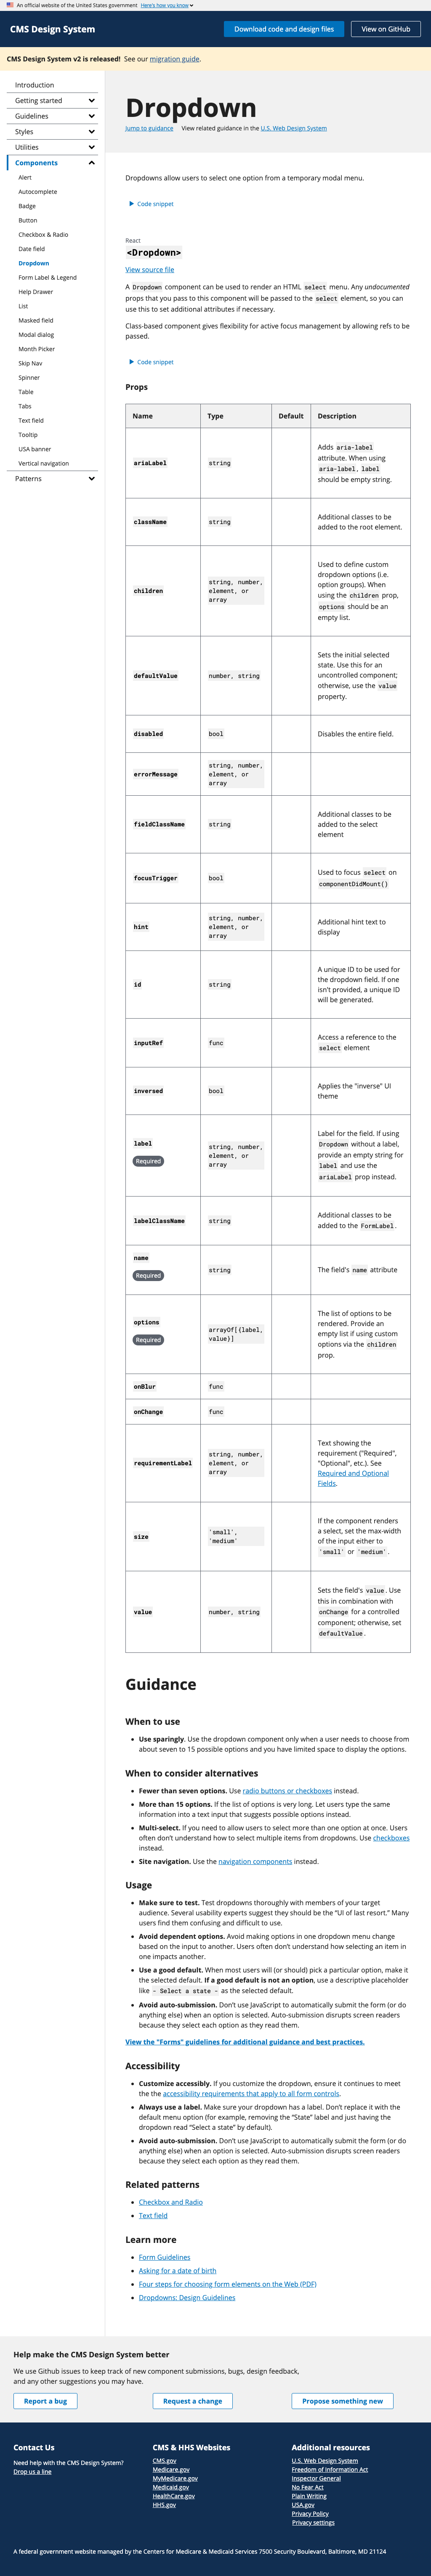 An official website of the United States government Here's how you know
CMS Design System
Download code and design files
View on GitHub
CMS Design System v2 is released! See our migration guide.
Introduction
Getting started
Guidelines
Styles
Utilities
Components
Alert
Autocomplete
Badge
Button
Checkbox & Radio
Date field
Dropdown
Form Label & Legend
Help Drawer
List
Masked field
Modal dialog
Month Picker
Skip Nav
Spinner
Table
Tabs
Text field
Tooltip
USA banner
Vertical navigation
Patterns
Dropdown
Jump to guidance View related guidance in the U.S. Web Design System
Dropdowns allow users to select one option from a temporary modal menu.
Code snippet
React
<Dropdown>
View source file
A Dropdown component can be used to render an HTML select menu. Any undocumented
props that you pass to this component will be passed to the select element, so you can
use this to set additional attributes if necessary.
Class-based component gives flexibility for active focus management by allowing refs to be
passed.
Code snippet
Props
Name Type Default Description
ariaLabel string Adds aria-label
attribute. When using
aria-label, label
should be empty string.
className string Additional classes to be
added to the root element.
children string, number,
element, or
array
Used to define custom
dropdown options (i.e.
option groups). When
using the children prop,
options should be an
empty list.
defaultValue number, string Sets the initial selected
state. Use this for an
uncontrolled component;
otherwise, use the value
property.
disabled bool Disables the entire field.
errorMessage string, number,
element, or
array
fieldClassName string Additional classes to be
added to the select
element
focusTrigger bool Used to focus select on
componentDidMount()
hint string, number,
element, or
array
Additional hint text to
display
id string A unique ID to be used for
the dropdown field. If one
isn't provided, a unique ID
will be generated.
inputRef func Access a reference to the
select element
inversed bool Applies the "inverse" UI
theme
label
Required
string, number,
element, or
array
Label for the field. If using
Dropdown without a label,
provide an empty string for
label and use the
ariaLabel prop instead.
labelClassName string Additional classes to be
added to the FormLabel.
name
Required
string
The field's name attribute
options
Required
arrayOf[{label,
value}]
The list of options to be
rendered. Provide an
empty list if using custom
options via the children
prop.
onBlur func
onChange func
requirementLabel string, number,
element, or
array
Text showing the
requirement ("Required",
"Optional", etc.). See
Required and Optional
Fields.
size 'small',
'medium'
If the component renders
a select, set the max-width
of the input either to
'small' or 'medium'.
value number, string Sets the field's value. Use
this in combination with
onChange for a controlled
component; otherwise, set
defaultValue.
Guidance
When to use
Use sparingly. Use the dropdown component only when a user needs to choose from
about seven to 15 possible options and you have limited space to display the options.
When to consider alternatives
Fewer than seven options. Use radio buttons or checkboxes instead.
More than 15 options. If the list of options is very long. Let users type the same
information into a text input that suggests possible options instead.
Multi-select. If you need to allow users to select more than one option at once. Users
often don't understand how to select multiple items from dropdowns. Use checkboxes
instead.
Site navigation. Use the navigation components instead.
Usage
Make sure to test. Test dropdowns thoroughly with members of your target
audience. Several usability experts suggest they should be the “UI of last resort.” Many
users find them confusing and difficult to use.
Avoid dependent options. Avoid making options in one dropdown menu change
based on the input to another. Users often don't understand how selecting an item in
one impacts another.
Use a good default. When most users will (or should) pick a particular option, make it
the selected default. If a good default is not an option, use a descriptive placeholder
like - Select a state - as the selected default.
Avoid auto-submission. Don't use JavaScript to automatically submit the form (or do
anything else) when an option is selected. Auto-submission disrupts screen readers
because they select each option as they read them.
View the "Forms" guidelines for additional guidance and best practices.
Accessibility
Customize accessibly. If you customize the dropdown, ensure it continues to meet
the the accessibility requirements that apply to all form controls.
Always use a label. Make sure your dropdown has a label. Don't replace it with the
default menu option (for example, removing the “State” label and just having the
dropdown read “Select a state” by default).
Avoid auto-submission. Don't use JavaScript to automatically submit the form (or do
anything else) when an option is selected. Auto-submission disrupts screen readers
because they select each option as they read them.
Related patterns
Checkbox and Radio
Text field
Learn more
Form Guidelines
Asking for a date of birth
Four steps for choosing form elements on the Web (PDF)
Dropdowns: Design Guidelines
Help make the CMS Design System better
We use Github issues to keep track of new component submissions, bugs, design feedback,
and any other suggestions you may have.
Report a bug
Request a change
Propose something new
Contact Us
Need help with the CMS Design System?
Drop us a line
CMS & HHS Websites
CMS.gov
Medicare.gov
MyMedicare.gov
Medicaid.gov
HealthCare.gov
HHS.gov
Additional resources
U.S. Web Design System
Freedom of Information Act
Inspector General
No Fear Act
Plain Writing
USA.gov
Privacy Policy
Privacy settings
A federal government website managed by the Centers for Medicare & Medicaid Services 7500 Security Boulevard, Baltimore, MD 21124